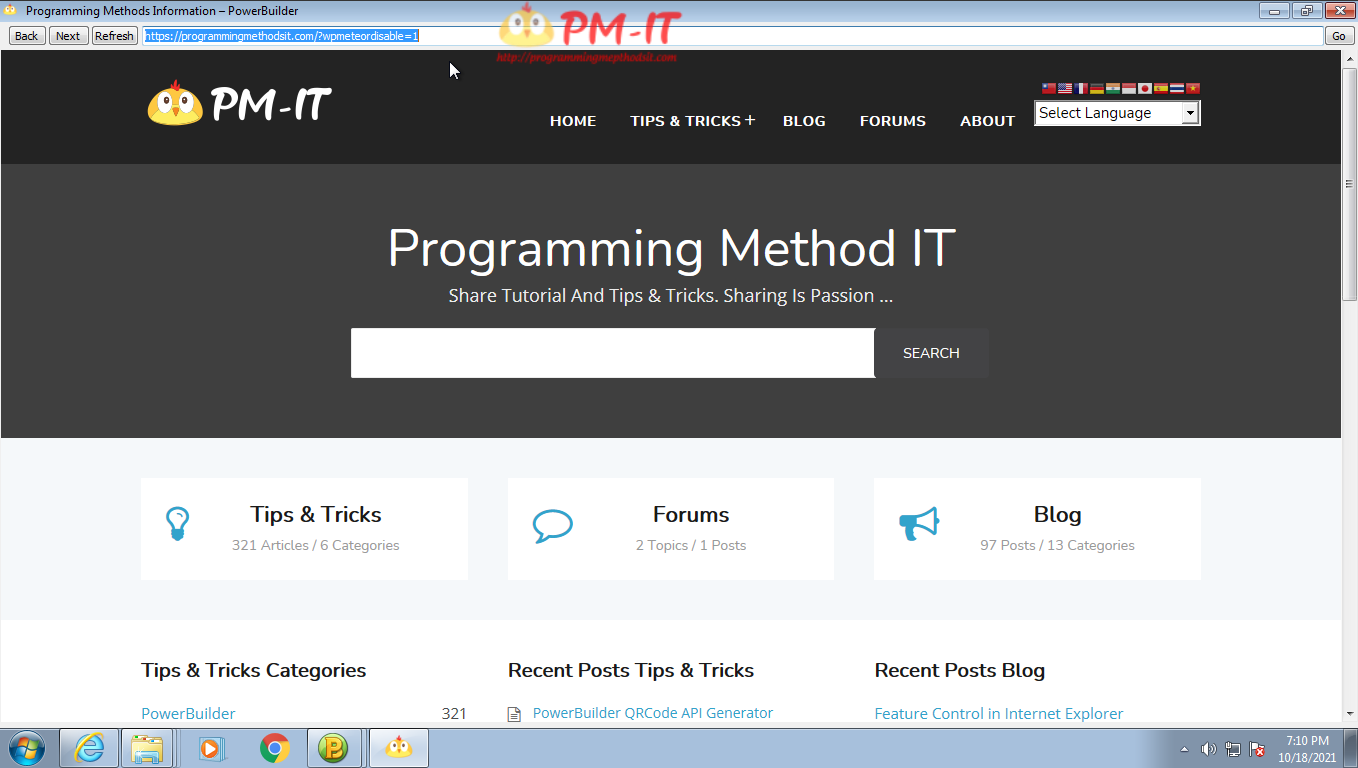 Programming Methods Information – PowerBuilder
Back Next Refresh https://programmingmethodsit.com/?wpmeteordisable=1 Go
PM-IT
http://programmingmepthodsit.com
PM-IT
HOME TIPS & TRICKS + BLOG FORUMS ABOUT
Select Language
Programming Method IT
Share Tutorial And Tips & Tricks. Sharing Is Passion ...
SEARCH
Tips & Tricks
321 Articles / 6 Categories
Forums
2 Topics / 1 Posts
Blog
97 Posts / 13 Categories
Tips & Tricks Categories
PowerBuilder 321
Recent Posts Tips & Tricks
PowerBuilder QRCode API Generator
Recent Posts Blog
Feature Control in Internet Explorer
7:10 PM
10/18/2021